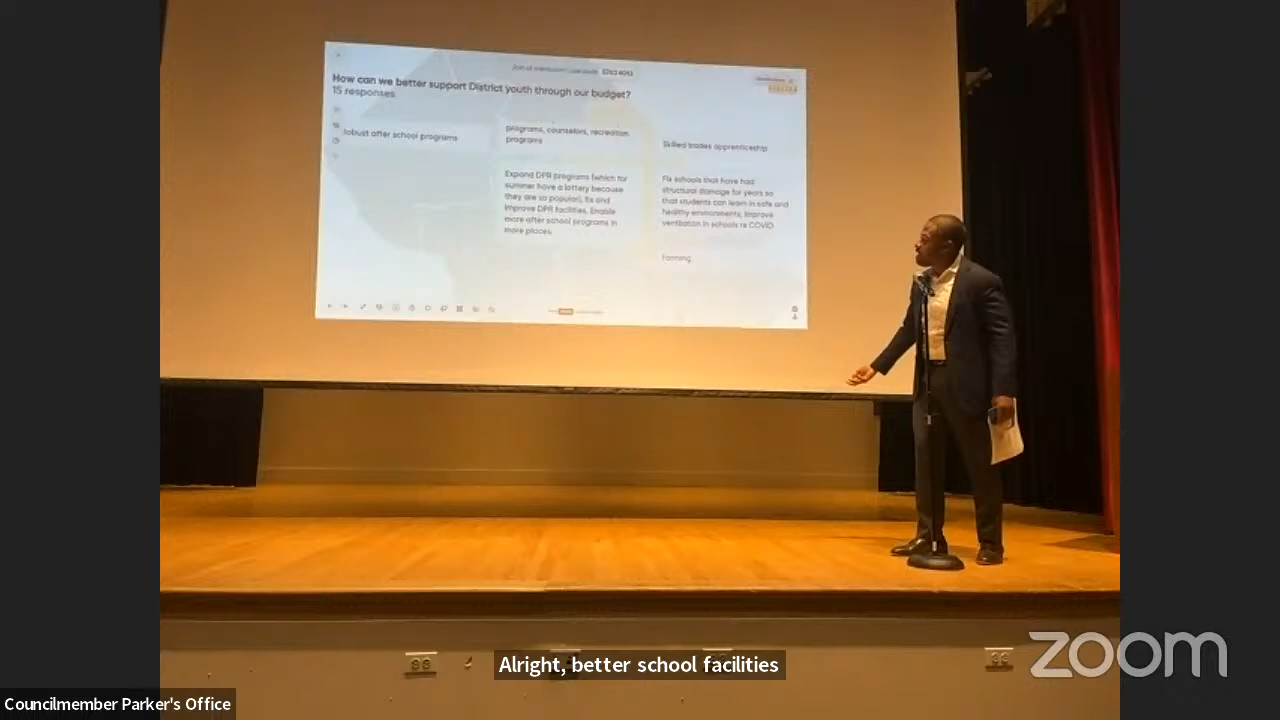 How can we better support District youth through our budget?
15 responses
robust after school programs
programs, counselors, recreation
programs
Expand DPR programs (which for
summer have a lottery because
they are so popular), fix and
improve DPR facilities. Enable
more after school programs in
more places.
Skilled trades apprenticeship
Fix schools that have had
structural damage for years so
that students can learn in safe and
healthy environments, improve
ventilation in schools re COVID.
Farming
Alright, better school facilities
zoom
Councilmember Parker's Office